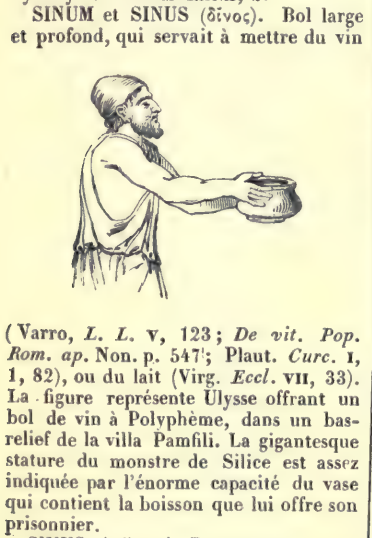 SINUM et SINUS (δῖνος). Bol large
et profond, qui servait à mettre du vin
(Varro, L. L. V, 123; De vit. Pop.
Rom. ap. Non. p. 547; Plaut. Curc. I,
1, 82), ou du lait (Virg. Eccl. VII, 33).
La figure représente Ulysse offrant un
bol de vin à Polyphème, dans un bas-
relief de la villa Pamfili. La gigantesque
stature du monstre de Silice est assez
indiquée par l'énorme capacité du vase
qui contient la boisson que lui offre son
prisonnier.